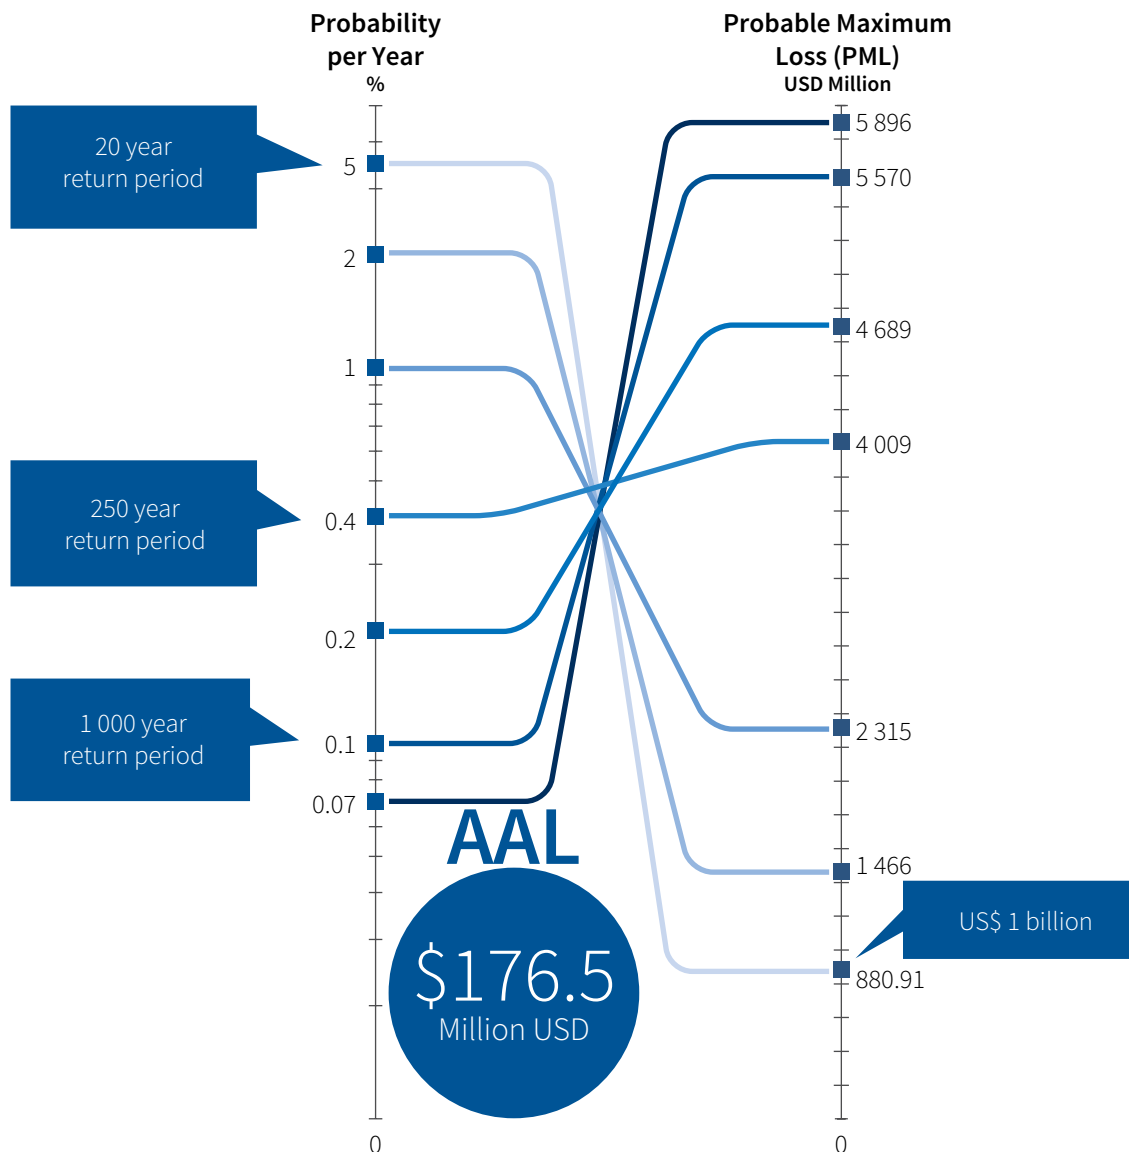 Probability
per Year
%
Probable Maximum
Loss (PML)
USD Million
20 year
return period
5
2
1
250 year
return period
0.4
0.2
1 000 year
return period
0.1
0.07
5 896
5 570
4 689
4 009
2 315
1 466
US$ 1 billion
880.91
AAL
$176.5
Million USD
0
0